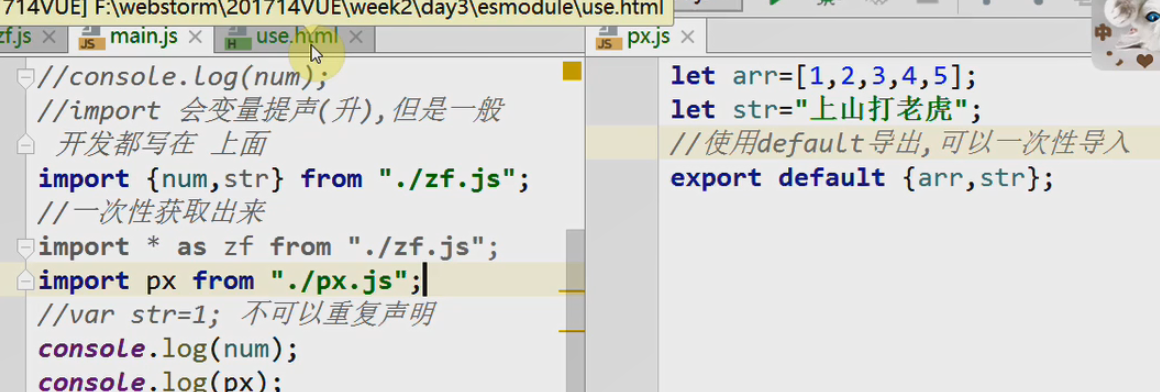 714VUE] F:\webstorm\201714VUE\week2\day3\esmodule\use.html
zf.js
main.js
use.html
//console.log(num);
//import 会变量提声(升),但是一般
开发都写在 上面
import {num,str} from "./zf.js";
//一次性获取出来
import * as zf from "./zf.js";
import px from "./px.js";
//var str=1; 不可以重复声明
console.log(num);
console.log(px);
px.js
中
let arr=[1,2,3,4,5];
let str="上山打老虎";
//使用default导出,可以一次性导入
export default {arr,str};